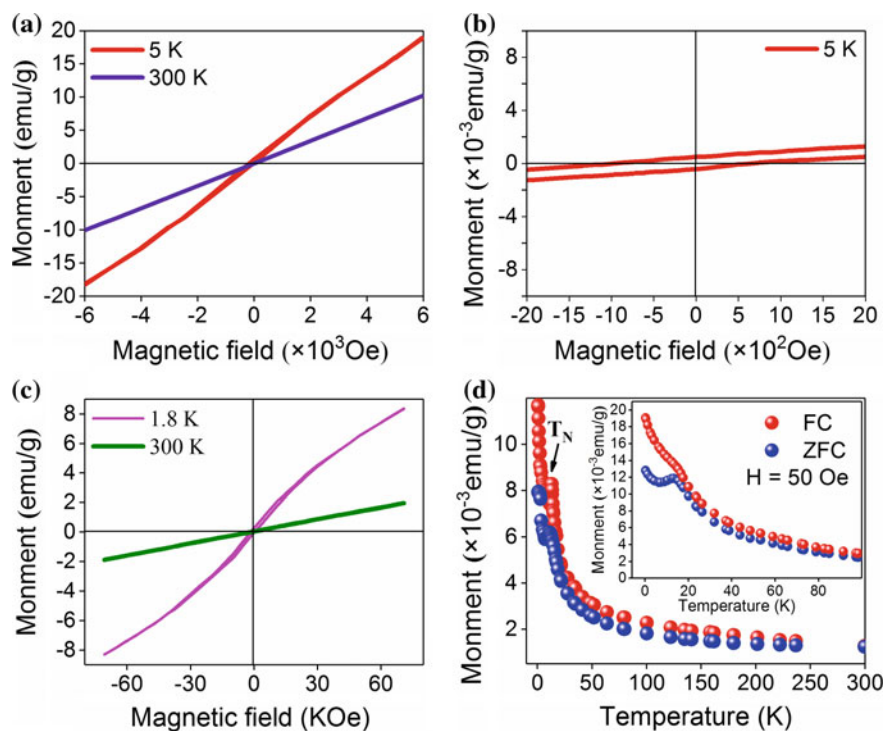 (a)
20
15
10
5
0
-5
-10
-15
-20
Monment (emu/g)
5 K
300 K
-6 -4 -2 0 2 4 6
Magnetic field (×10³Oe)
(b)
8
4
0
-4
-8
Monment (×10⁻³emu/g)
5 K
-20 -15 -10 -5 0 5 10 15 20
Magnetic field (×10²Oe)
(c)
8
6
4
2
0
-2
-4
-6
-8
Monment (emu/g)
1.8 K
300 K
-60 -30 0 30 60
Magnetic field (KOe)
(d)
10
8
6
4
2
Monment (×10⁻³emu/g)
T_N
0 50 100 150 200 250 300
Temperature (K)
20
18
16
14
12
10
8
6
4
2
0
Monment (×10⁻³emu/g)
FC
ZFC
H = 50 Oe
0 20 40 60 80
Temperature (K)